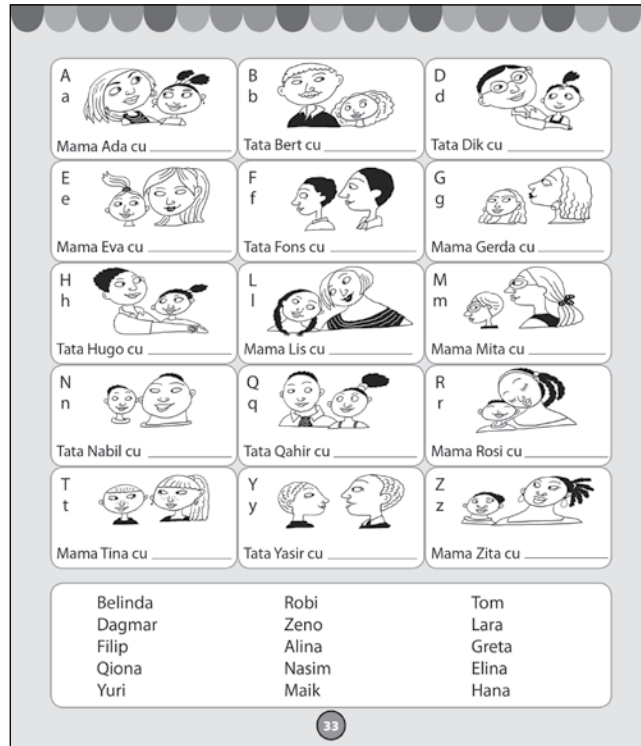 A
a
Mama Ada cu
B
b
Tata Bert cu
D
d
Tata Dik cu
E
e
Mama Eva cu
F
f
Tata Fons cu
G
g
Mama Gerda cu
H
h
Tata Hugo cu
L
l
Mama Lis cu
M
m
Mama Mita cu
N
n
Tata Nabil cu
Q
q
Tata Qahir cu
R
r
Mama Rosi cu
T
t
Mama Tina cu
Y
y
Tata Yasir cu
Z
z
Mama Zita cu
Belinda
Dagmar
Filip
Qiona
Yuri
Robi
Zeno
Alina
Nasim
Maik
Tom
Lara
Greta
Elina
Hana
33